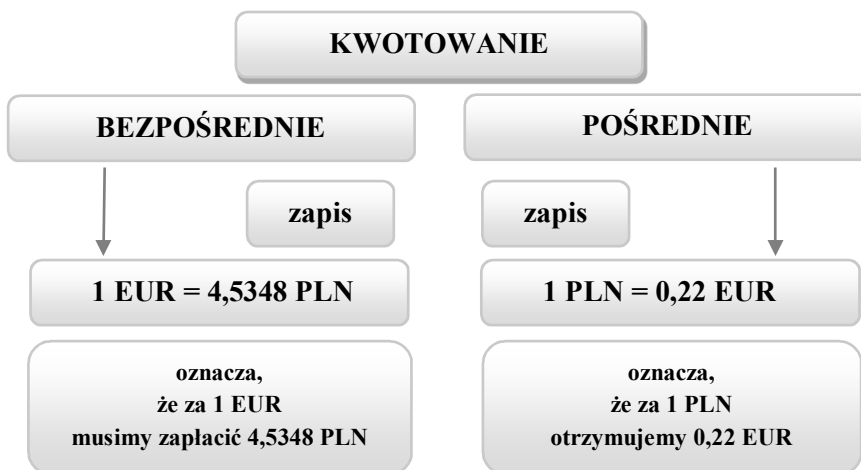 KWOTOWANIE
BEZPOŚREDNIE
zapis
1 EUR = 4,5348 PLN
oznacza,
że za 1 EUR
musimy zapłacić 4,5348 PLN
POŚREDNIE
zapis
1 PLN = 0,22 EUR
oznacza,
że za 1 PLN
otrzymujemy 0,22 EUR